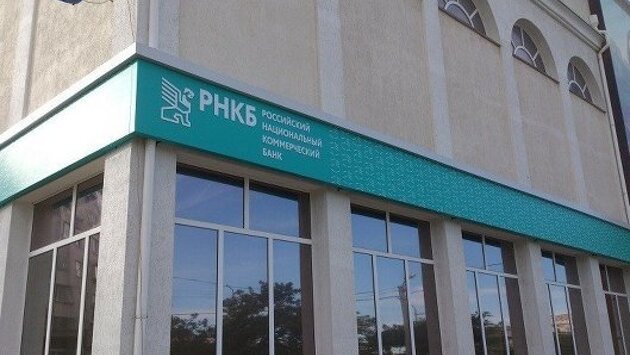 РНКБ
РОССИЙСКИЙ
НАЦИОНАЛЬНЫЙ
КОММЕРЧЕСКИЙ
БАНК